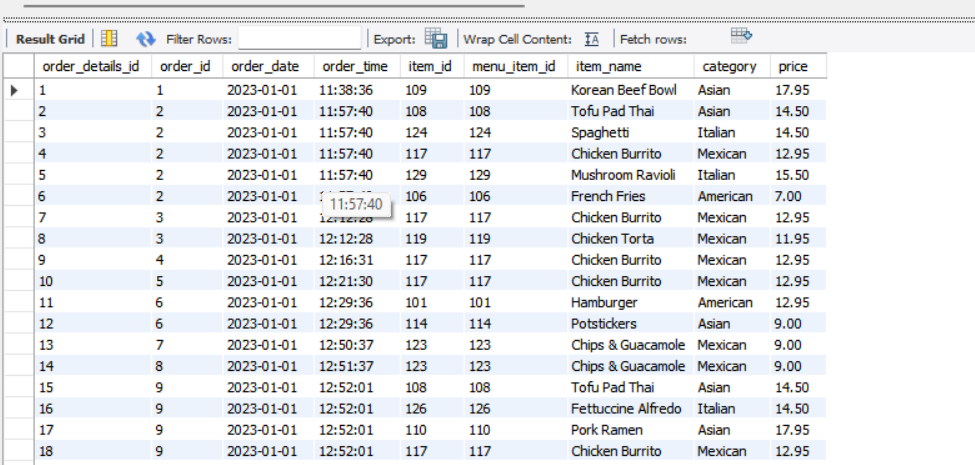 Result Grid Filter Rows: Export: Wrap Cell Content: IA Fetch rows:
order_details_id order_id order_date order_time item_id menu_item_id item_name category price
1 1 2023-01-01 11:38:36 109 109 Korean Beef Bowl Asian 17.95
2 2 2023-01-01 11:57:40 108 108 Tofu Pad Thai Asian 14.50
3 2 2023-01-01 11:57:40 124 124 Spaghetti Italian 14.50
4 2 2023-01-01 11:57:40 117 117 Chicken Burrito Mexican 12.95
5 2 2023-01-01 11:57:40 129 129 Mushroom Ravioli Italian 15.50
6 2 2023-01-01 106 106 French Fries American 7.00
11:57:40
7 3 2023-01-01 12:12:28 117 117 Chicken Burrito Mexican 12.95
8 3 2023-01-01 12:12:28 119 119 Chicken Torta Mexican 11.95
9 4 2023-01-01 12:16:31 117 117 Chicken Burrito Mexican 12.95
10 5 2023-01-01 12:21:30 117 117 Chicken Burrito Mexican 12.95
11 6 2023-01-01 12:29:36 101 101 Hamburger American 12.95
12 6 2023-01-01 12:29:36 114 114 Potstickers Asian 9.00
13 7 2023-01-01 12:50:37 123 123 Chips & Guacamole Mexican 9.00
14 8 2023-01-01 12:51:37 123 123 Chips & Guacamole Mexican 9.00
15 9 2023-01-01 12:52:01 108 108 Tofu Pad Thai Asian 14.50
16 9 2023-01-01 12:52:01 126 126 Fettuccine Alfredo Italian 14.50
17 9 2023-01-01 12:52:01 110 110 Pork Ramen Asian 17.95
18 9 2023-01-01 12:52:01 117 117 Chicken Burrito Mexican 12.95